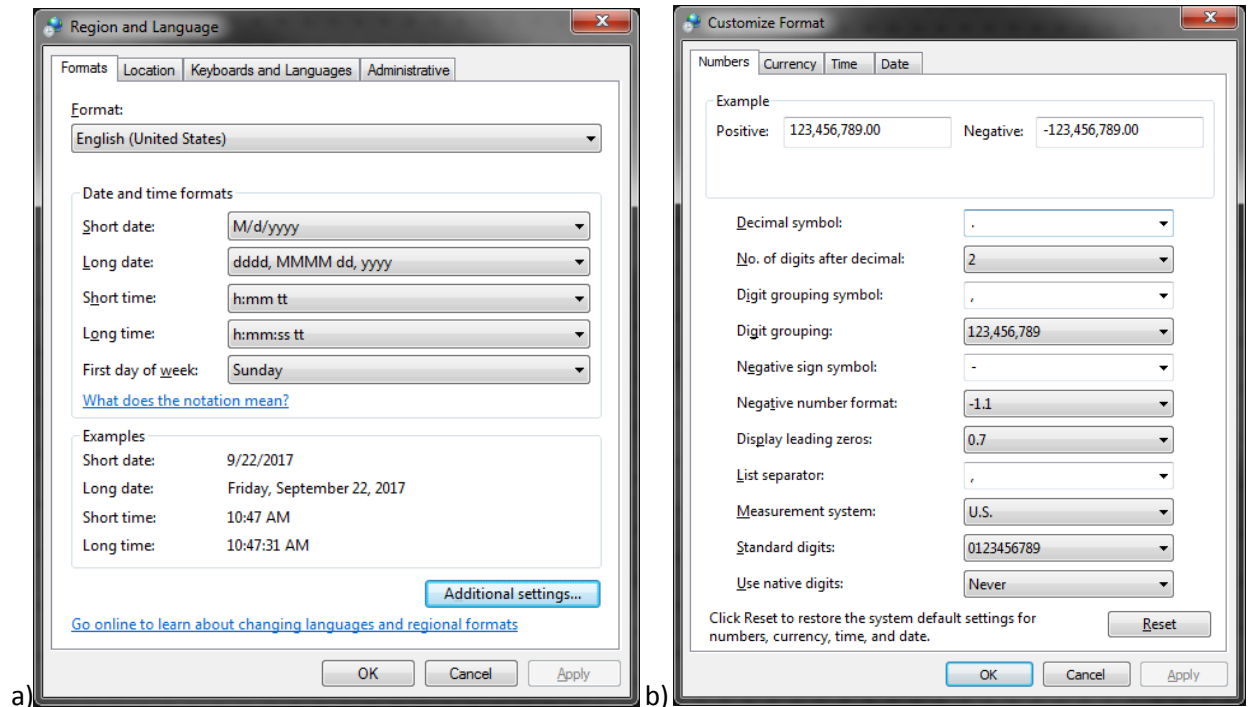 Region and Language
Formats Location Keyboards and Languages Administrative
Format:
English (United States)
Date and time formats
Short date: M/d/yyyy
Long date: dddd, MMMM dd, yyyy
Short time: h:mm tt
Long time: h:mm:ss tt
First day of week: Sunday
What does the notation mean?
Examples
Short date: 9/22/2017
Long date: Friday, September 22, 2017
Short time: 10:47 AM
Long time: 10:47:31 AM
Additional settings...
Go online to learn about changing languages and regional formats
OK Cancel Apply
a)
Customize Format
Numbers Currency Time Date
Example
Positive: 123,456,789.00 Negative: -123,456,789.00
Decimal symbol: .
No. of digits after decimal: 2
Digit grouping symbol: ,
Digit grouping: 123,456,789
Negative sign symbol: -
Negative number format: -1.1
Display leading zeros: 0.7
List separator: ,
Measurement system: U.S.
Standard digits: 0123456789
Use native digits: Never
Click Reset to restore the system default settings for
numbers, currency, time, and date.
Reset
OK Cancel Apply
b)